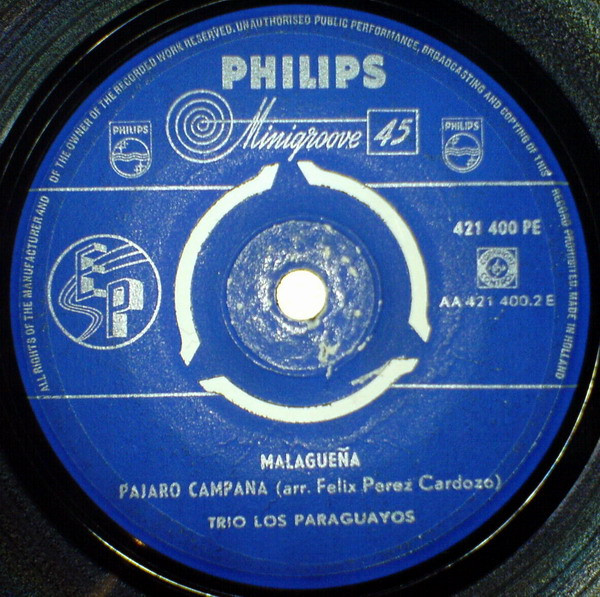 ALL RIGHTS OF THE MANUFACTURER AND OF THE OWNER OF THE RECORDED WORK RESERVED. UNAUTHORISED PUBLIC PERFORMANCE, BROADCASTING AND COPYING OF THIS RECORD PROHIBITED. MADE IN HOLLAND
PHILIPS
Minigroove 45
PHILIPS
PHILIPS
421 400 PE
EP
AA 421 400.2 E
MALAGUEÑA
PAJARO CAMPANA (arr. Felix Perez Cardozo)
TRIO LOS PARAGUAYOS